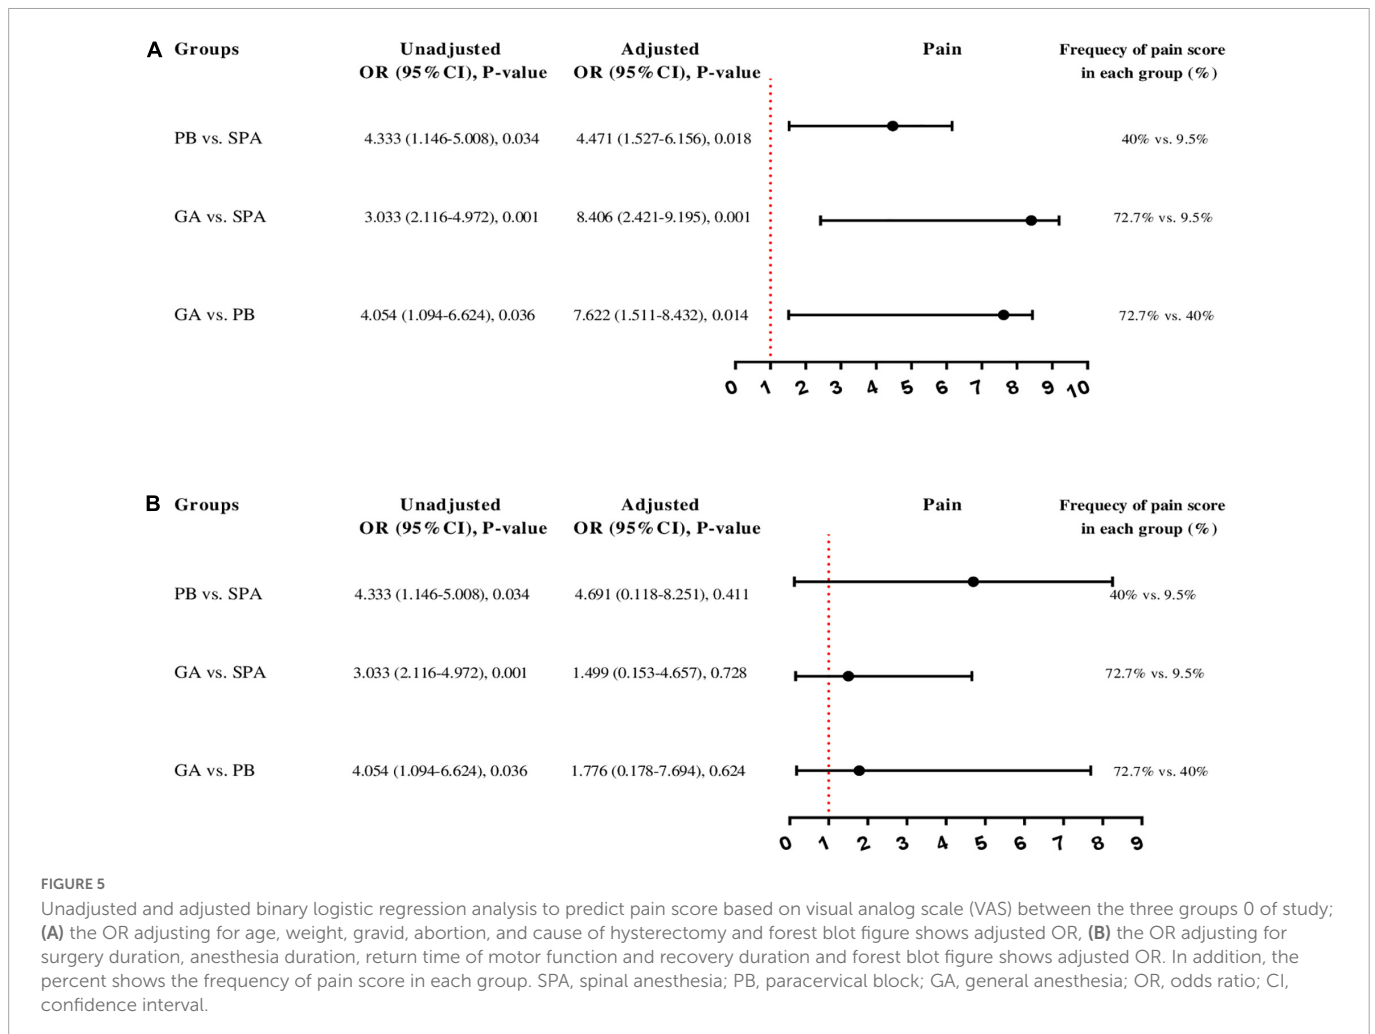 A Groups Unadjusted Adjusted Pain Frequecy of pain score
OR (95%CI), P-value OR (95%CI), P-value in each group (%)
PB vs. SPA 4.333 (1.146-5.008), 0.034 4.471 (1.527-6.156), 0.018 40% vs. 9.5%
GA vs. SPA 3.033 (2.116-4.972), 0.001 8.406 (2.421-9.195), 0.001 72.7% vs. 9.5%
GA vs. PB 4.054 (1.094-6.624), 0.036 7.622 (1.511-8.432), 0.014 72.7% vs. 40%
0 1 2 3 4 5 6 7 8 9 10
B Groups Unadjusted Adjusted Pain Frequecy of pain score
OR (95%CI), P-value OR (95%CI), P-value in each group (%)
PB vs. SPA 4.333 (1.146-5.008), 0.034 4.691 (0.118-8.251), 0.411 40% vs. 9.5%
GA vs. SPA 3.033 (2.116-4.972), 0.001 1.499 (0.153-4.657), 0.728 72.7% vs. 9.5%
GA vs. PB 4.054 (1.094-6.624), 0.036 1.776 (0.178-7.694), 0.624 72.7% vs. 40%
0 1 2 3 4 5 6 7 8 9
FIGURE 5
Unadjusted and adjusted binary logistic regression analysis to predict pain score based on visual analog scale (VAS) between the three groups 0 of study;
(A) the OR adjusting for age, weight, gravid, abortion, and cause of hysterectomy and forest blot figure shows adjusted OR, (B) the OR adjusting for
surgery duration, anesthesia duration, return time of motor function and recovery duration and forest blot figure shows adjusted OR. In addition, the
percent shows the frequency of pain score in each group. SPA, spinal anesthesia; PB, paracervical block; GA, general anesthesia; OR, odds ratio; CI,
confidence interval.